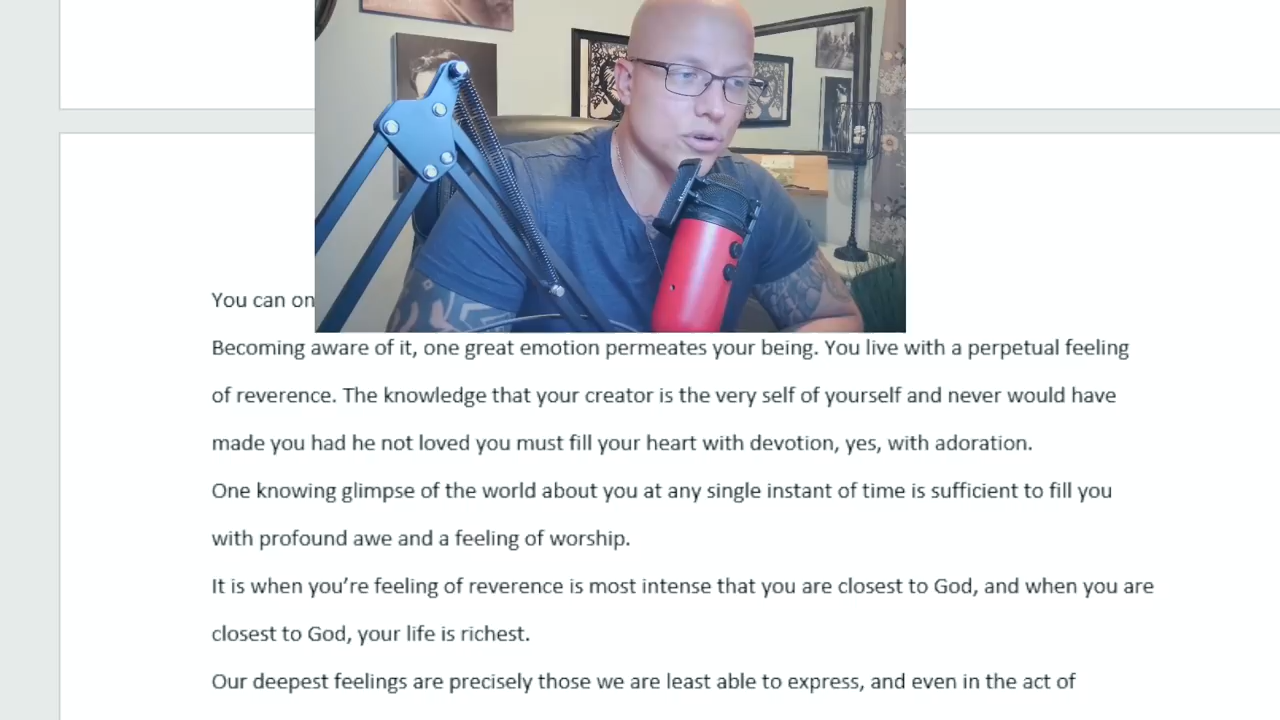 You can on
Becoming aware of it, one great emotion permeates your being. You live with a perpetual feeling
of reverence. The knowledge that your creator is the very self of yourself and never would have
made you had he not loved you must fill your heart with devotion, yes, with adoration.
One knowing glimpse of the world about you at any single instant of time is sufficient to fill you
with profound awe and a feeling of worship.
It is when you’re feeling of reverence is most intense that you are closest to God, and when you are
closest to God, your life is richest.
Our deepest feelings are precisely those we are least able to express, and even in the act of